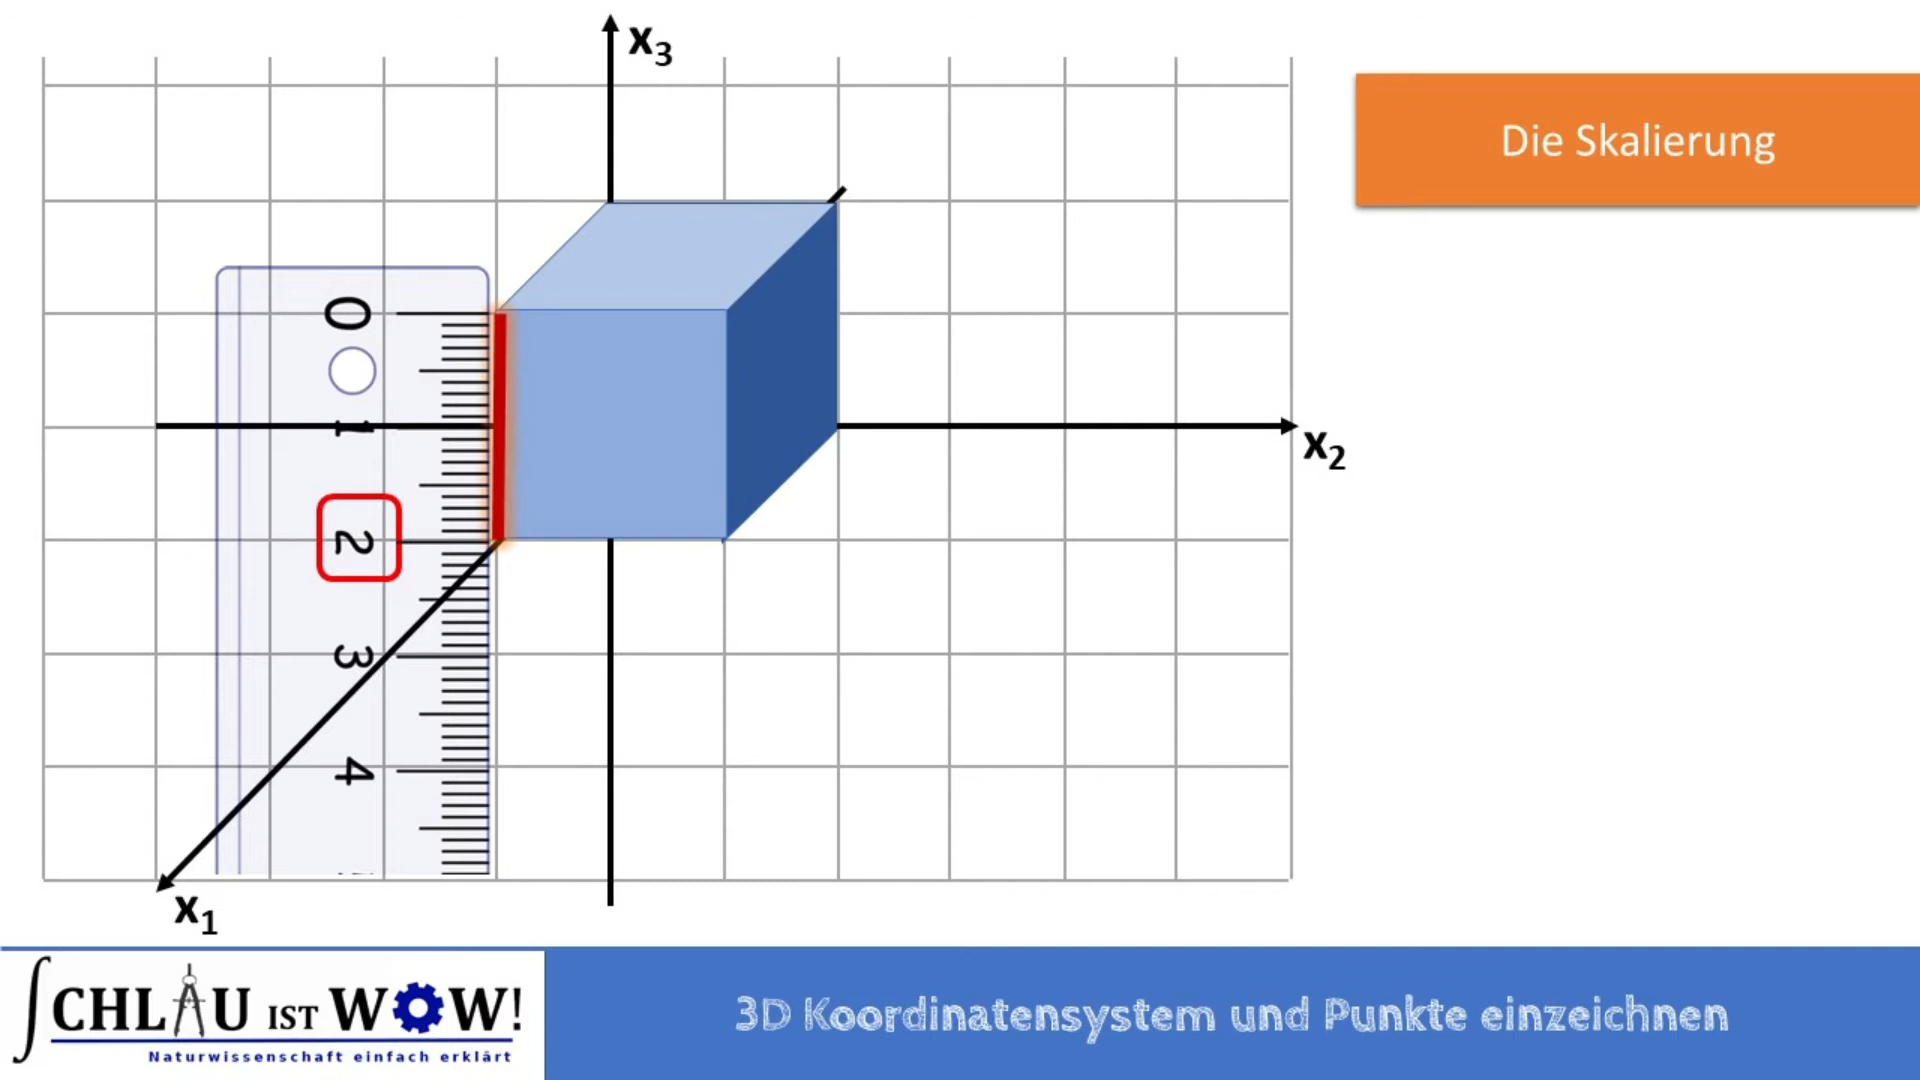 x3
Die Skalierung
0
1
x2
2
3
4
x1
SCHLAU IST WOW!
Naturwissenschaft einfach erklärt
3D Koordinatensystem und Punkte einzeichnen